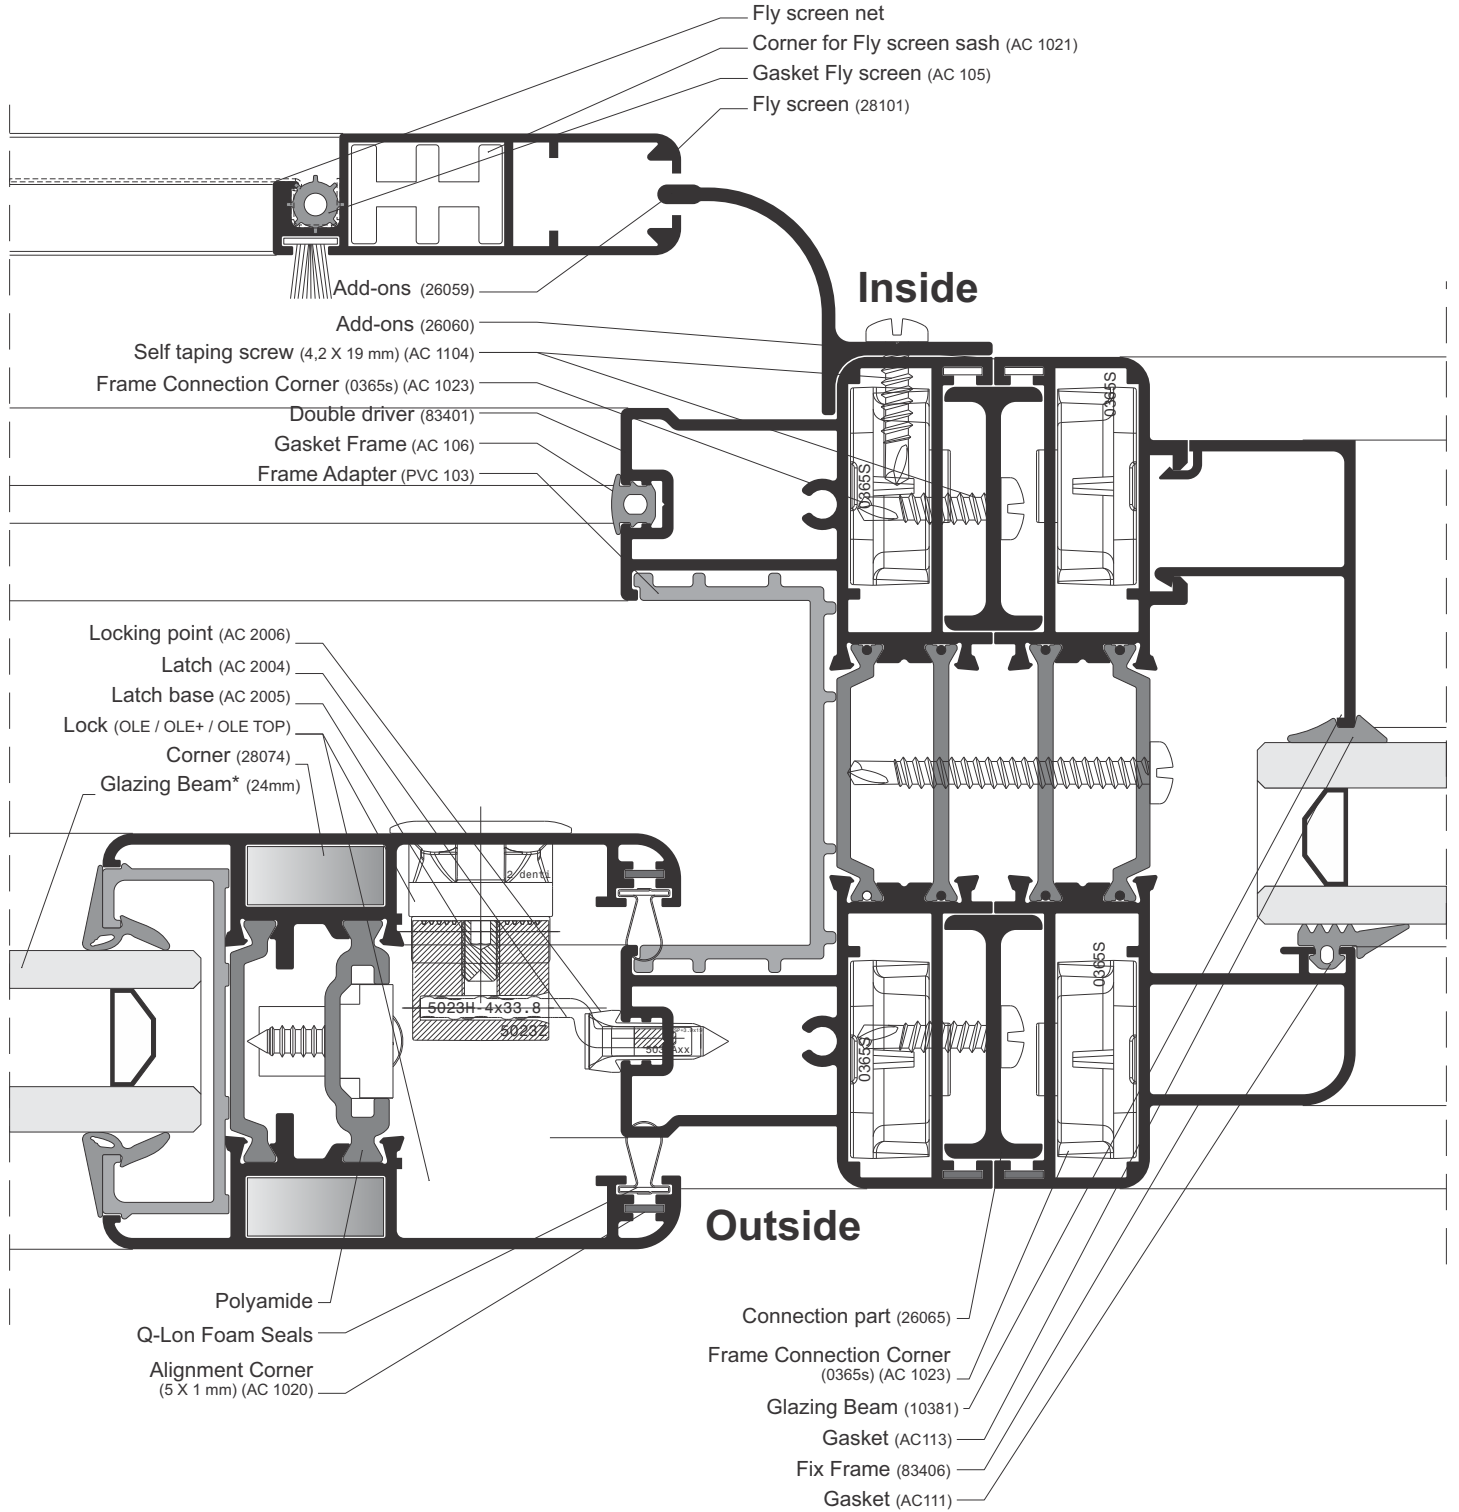 Fly screen net
Corner for Fly screen sash (AC 1021)
Gasket Fly screen (AC 105)
Fly screen (28101)
Add-ons (26059)
Inside
Add-ons (26060)
Self taping screw (4,2 X 19 mm) (AC 1104)
Frame Connection Corner (0365s) (AC 1023)
Double driver (83401)
Gasket Frame (AC 106)
Frame Adapter (PVC 103)
0365S
0365S
Locking point (AC 2006)
Latch (AC 2004)
Latch base (AC 2005)
Lock (OLE / OLE+ / OLE TOP)
Corner (28074)
Glazing Beam* (24mm)
2 denti
5023H-4x33.8
5023Z
0365S
0365S
Outside
Polyamide
Q-Lon Foam Seals
Alignment Corner
(5 X 1 mm) (AC 1020)
Connection part (26065)
Frame Connection Corner
(0365s) (AC 1023)
Glazing Beam (10381)
Gasket (AC113)
Fix Frame (83406)
Gasket (AC111)